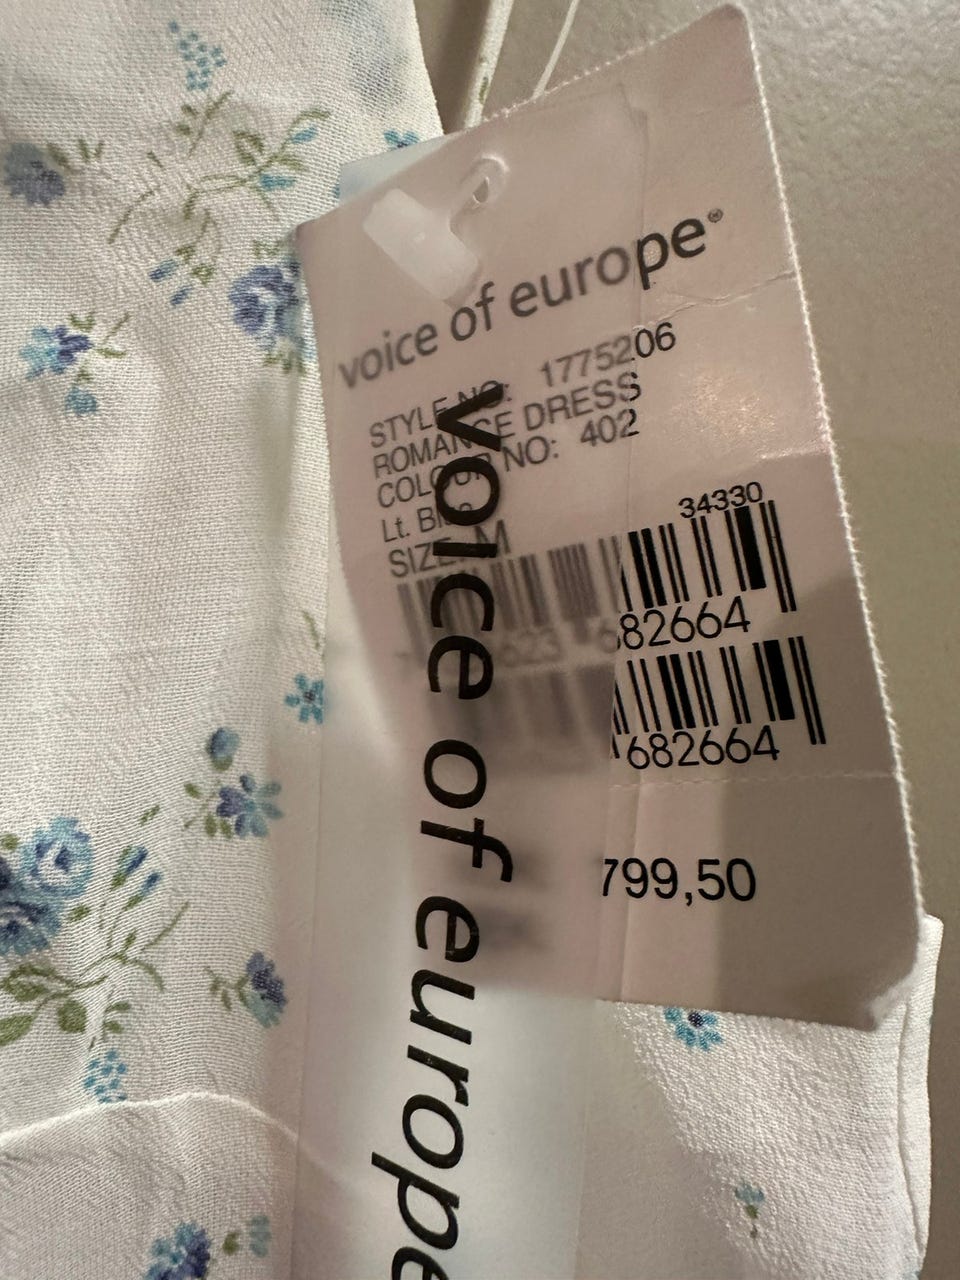 voice of europe®
STYLE NO: 1775206
ROMANCE DRESS
COLOUR NO: 402
Lt. Blue
SIZE: M
34330
623 682664
682664
799,50
voice of europe